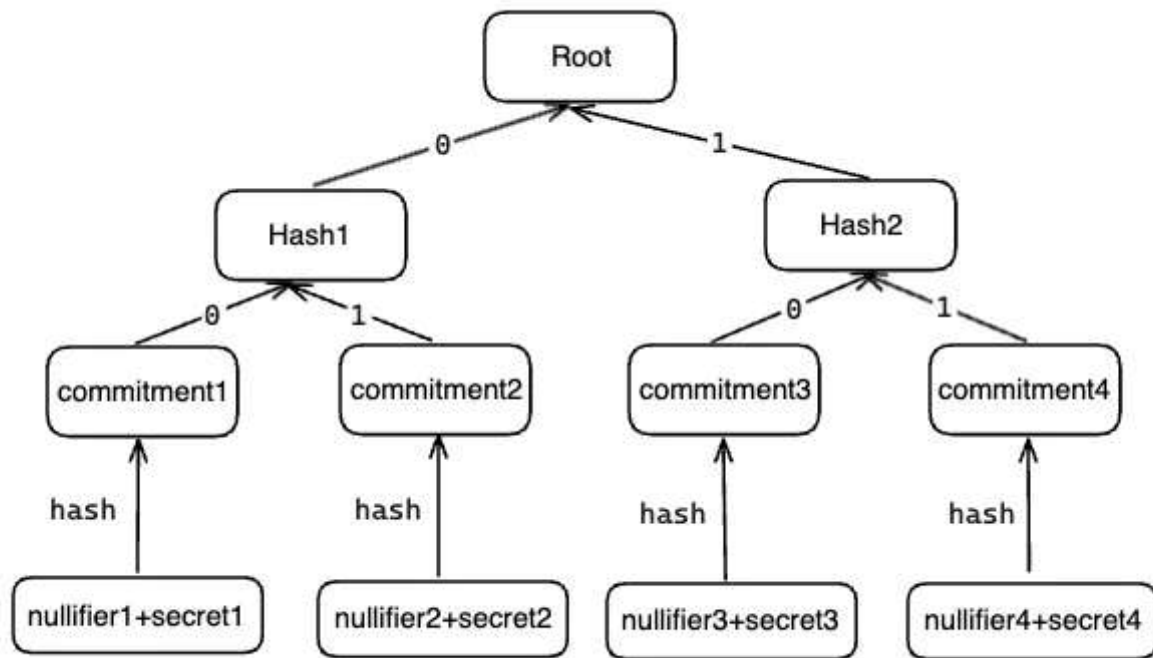 Root
0
1
Hash1
Hash2
0
1
0
1
commitment1
commitment2
commitment3
commitment4
hash
hash
hash
hash
nullifier1+secret1
nullifier2+secret2
nullifier3+secret3
nullifier4+secret4